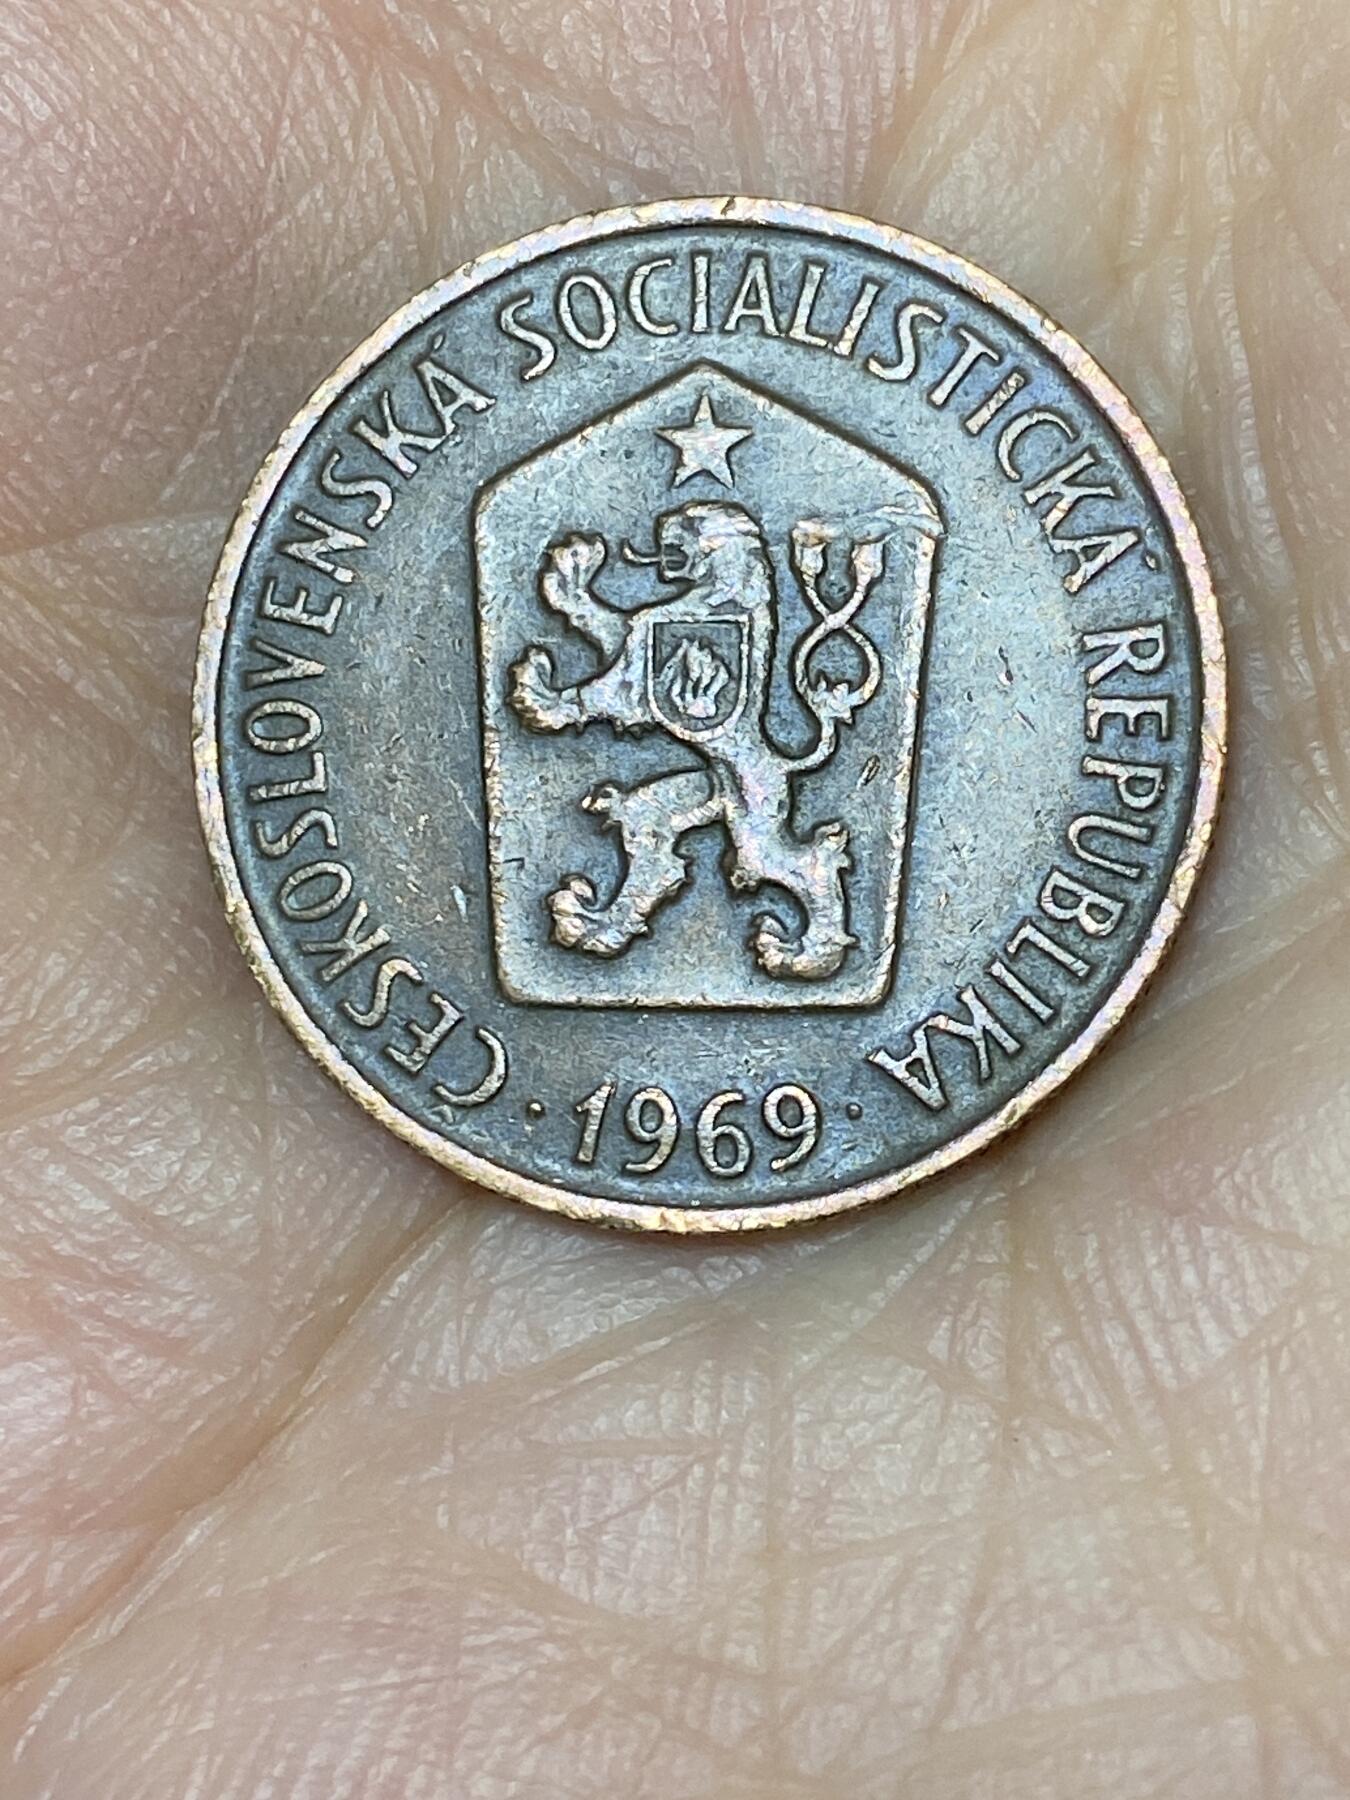 ČESKOSLOVENSKÁ SOCIALISTICKÁ REPUBLIKA
· 1969 ·